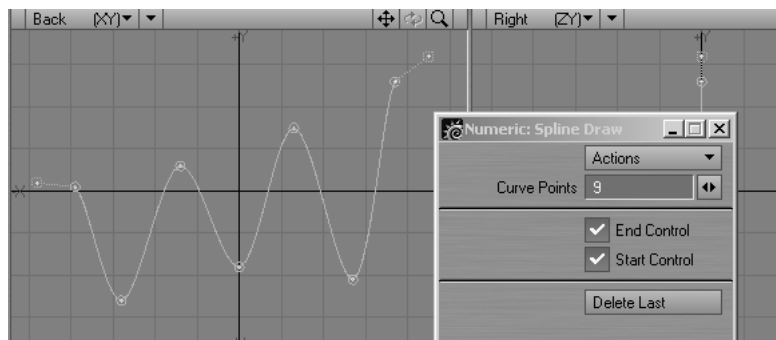 Back (XY)
Right (ZY)
+Y
+Y
-X
Numeric: Spline Draw
Actions
Curve Points 9
End Control
Start Control
Delete Last